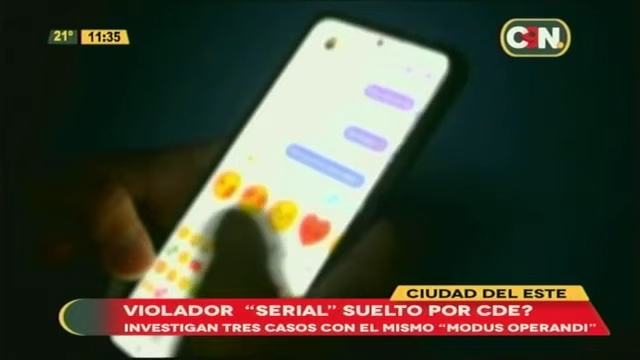 21° 11:35
C9N.
CIUDAD DEL ESTE
VIOLADOR “SERIAL” SUELTO POR CDE?
INVESTIGAN TRES CASOS CON EL MISMO “MODUS OPERANDI”